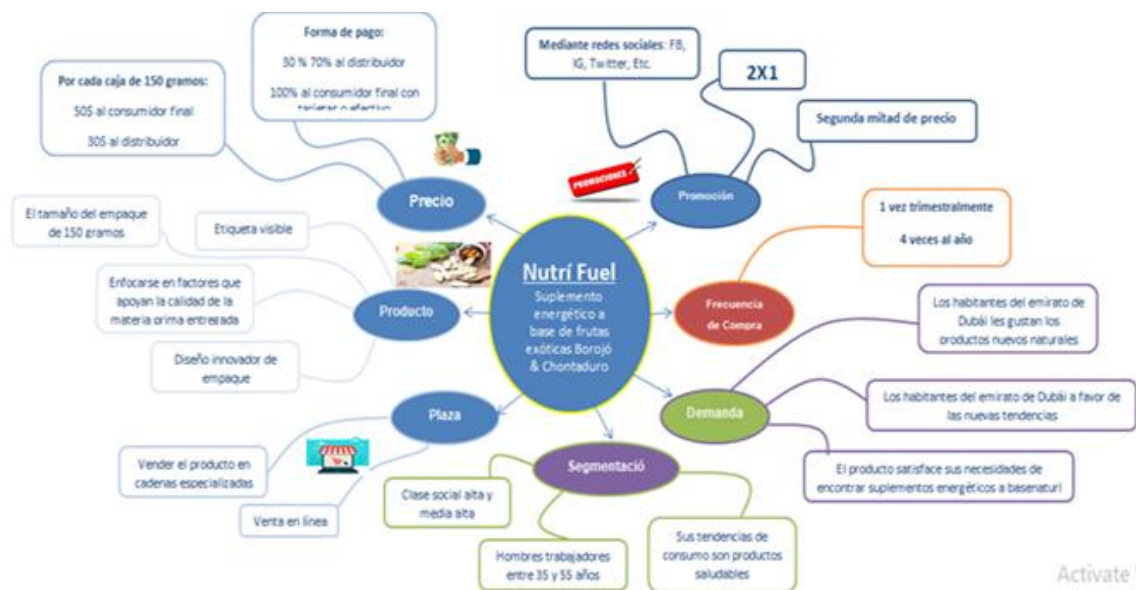 Forma de pago:
30 % 70% al distribuidor
100% al consumidor final con
tarjetas o efectivo
Por cada caja de 150 gramos:
50$ al consumidor final
30$ al distribuidor
Precio
Mediante redes sociales: FB,
IG, Twitter, Etc.
2X1
Segunda mitad de precio
PROMOCIONES
Promoción
El tamaño del empaque
de 150 gramos
Etiqueta visible
Enfocarse en factores que
apoyan la calidad de la
materia prima entregada
Diseño innovador de
empaque
Producto
Nutrí Fuel
Suplemento
energético a
base de frutas
exóticas Borojó
& Chontaduro
1 vez trimestralmente
4 veces al año
Frecuencia
de Compra
Los habitantes del emirato de
Dubái les gustan los
productos nuevos naturales
Los habitantes del emirato de Dubái a favor de
las nuevas tendencias
El producto satisface sus necesidades de
encontrar suplementos energéticos a basenaturl
Demanda
Plaza
Vender el producto en
cadenas especializadas
Venta en línea
Segmentació
Clase social alta y
media alta
Hombres trabajadores
entre 35 y 55 años
Sus tendencias de
consumo son productos
saludables
Activate